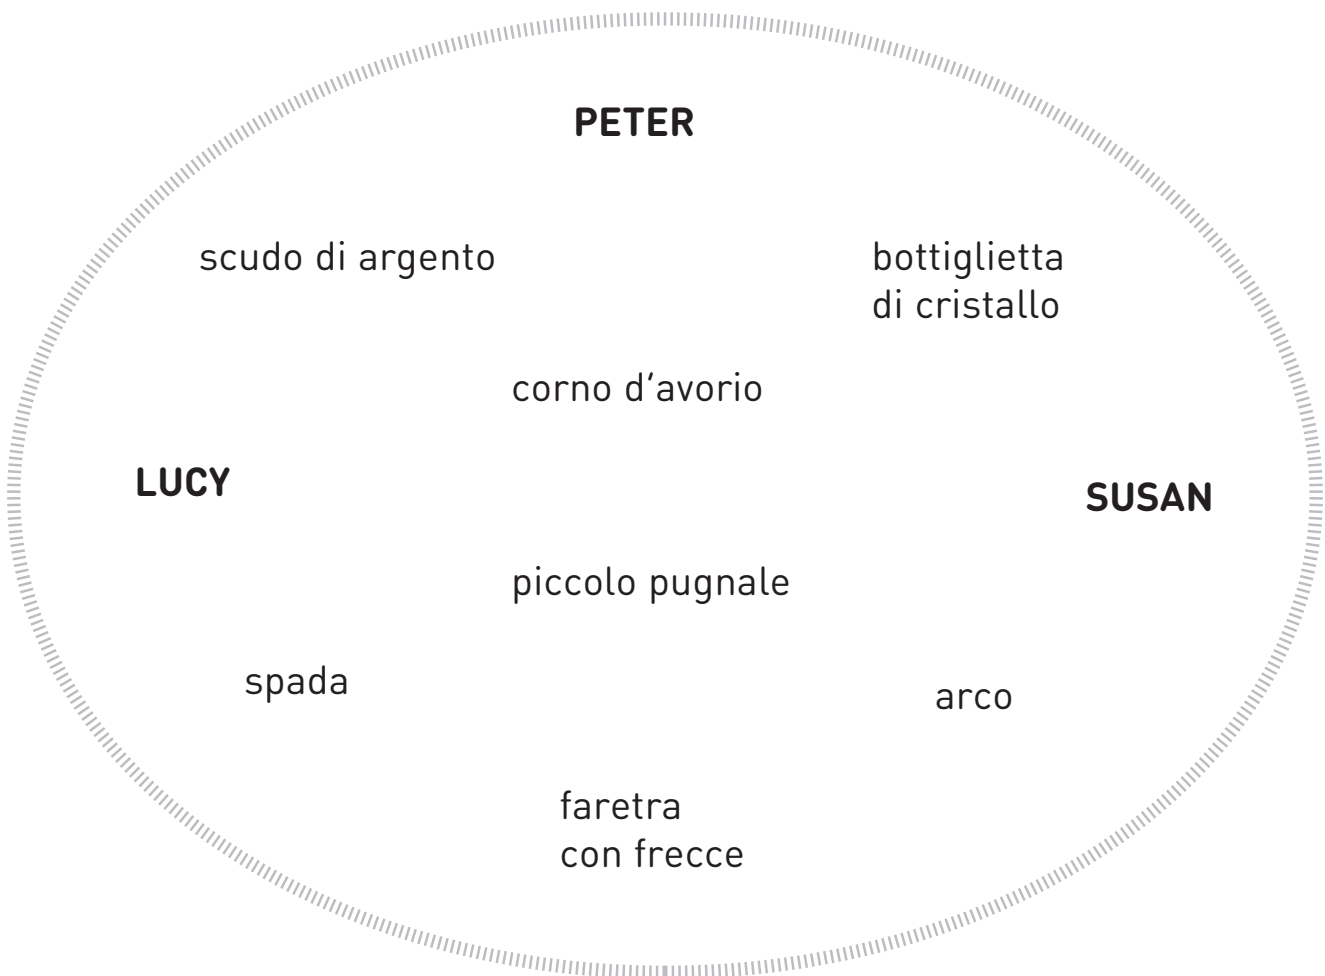 PETER
scudo di argento
bottiglietta
di cristallo
corno d’avorio
LUCY
SUSAN
piccolo pugnale
spada
arco
faretra
con frecce